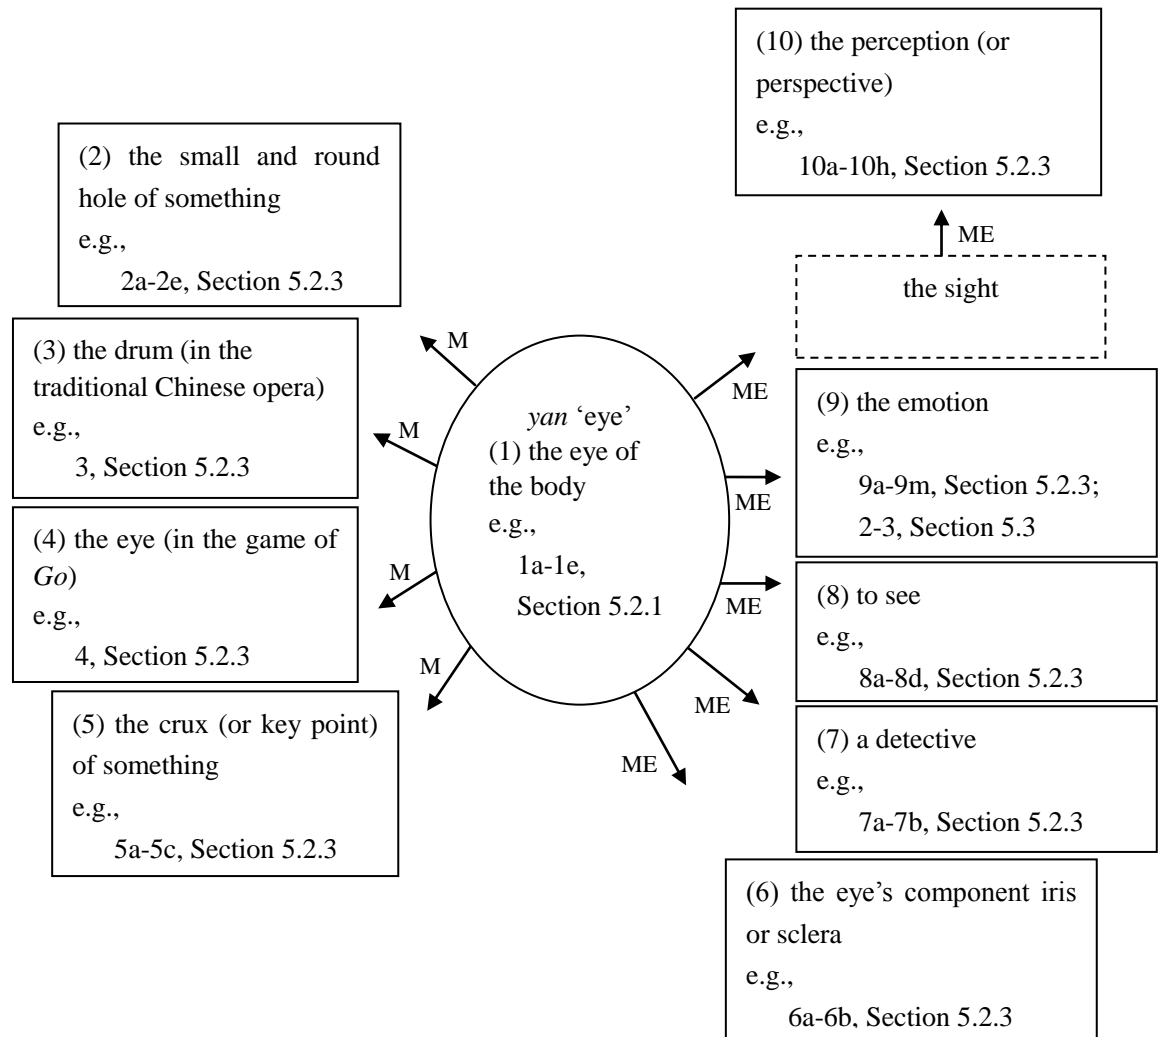 (10) the perception (or
perspective)
e.g.,
10a-10h, Section 5.2.3
ME
the sight
(2) the small and round
hole of something
e.g.,
2a-2e, Section 5.2.3
M
(3) the drum (in the
traditional Chinese opera)
e.g.,
3, Section 5.2.3
M
(4) the eye (in the game of
Go)
e.g.,
4, Section 5.2.3
M
(5) the crux (or key point)
of something
e.g.,
5a-5c, Section 5.2.3
M
yan ‘eye’
(1) the eye of
the body
e.g.,
1a-1e,
Section 5.2.1
ME
(9) the emotion
e.g.,
9a-9m, Section 5.2.3;
2-3, Section 5.3
ME
(8) to see
e.g.,
8a-8d, Section 5.2.3
ME
(7) a detective
e.g.,
7a-7b, Section 5.2.3
ME
(6) the eye’s component iris
or sclera
e.g.,
6a-6b, Section 5.2.3
ME